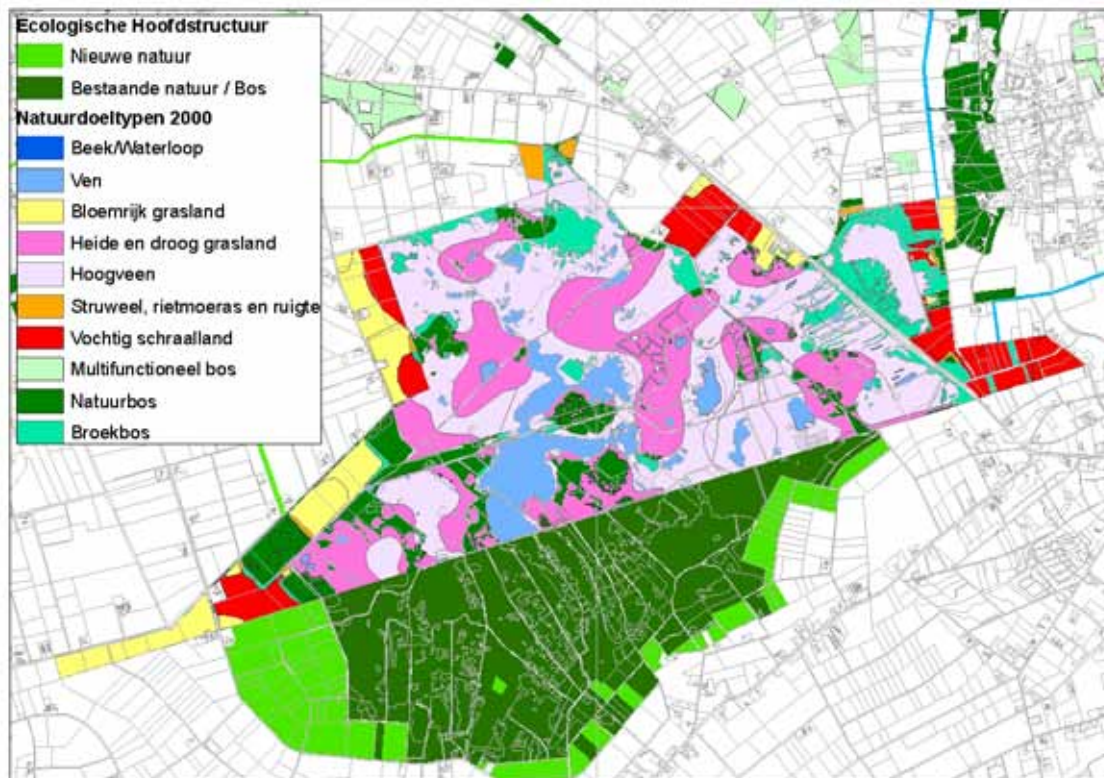 Ecologische Hoofdstructuur
Nieuwe natuur
Bestaande natuur / Bos
Natuurdoeltypen 2000
Beek/Waterloop
Ven
Bloemrijk grasland
Heide en droog grasland
Hoogveen
Struweel, rietmoeras en ruigte
Vochtig schraalland
Multifunctioneel bos
Natuurbos
Broekbos